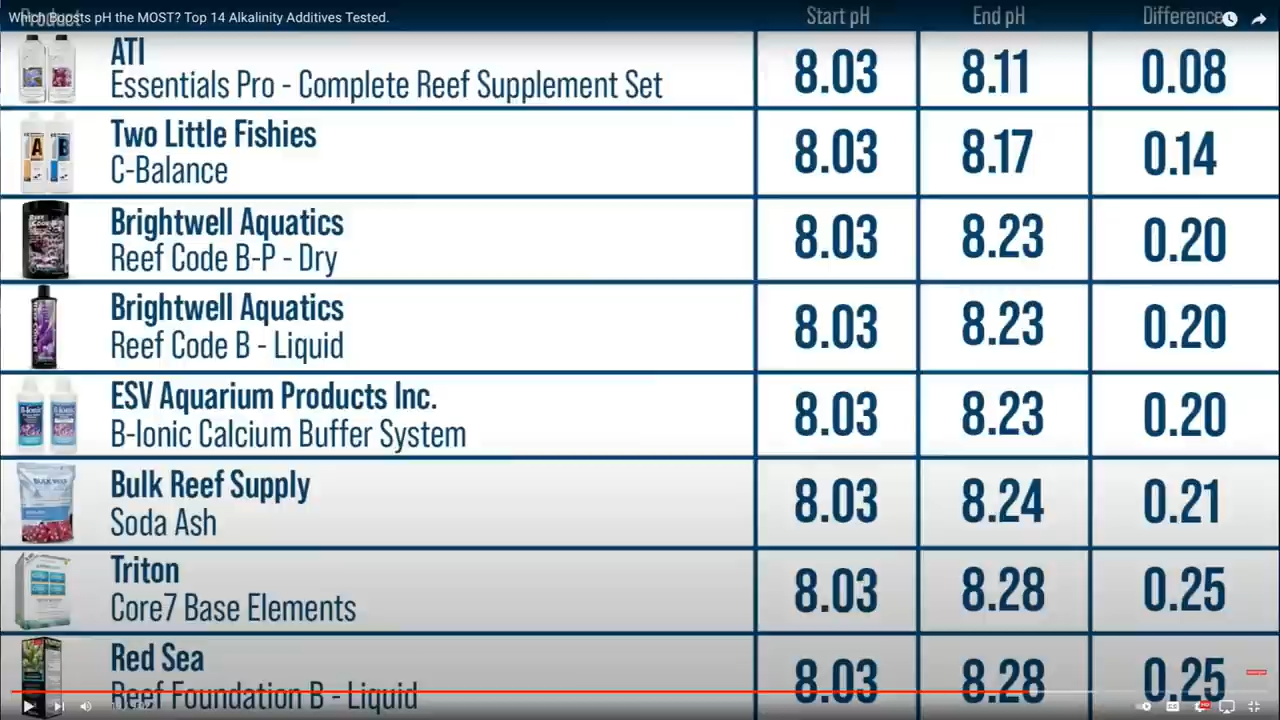 Which Boosts pH the MOST? Top 14 Alkalinity Additives Tested.
Product Start pH End pH Difference
ATI
Essentials Pro - Complete Reef Supplement Set
8.03 8.11 0.08
Two Little Fishies
C-Balance
8.03 8.17 0.14
Brightwell Aquatics
Reef Code B-P - Dry
8.03 8.23 0.20
Brightwell Aquatics
Reef Code B - Liquid
8.03 8.23 0.20
ESV Aquarium Products Inc.
B-Ionic Calcium Buffer System
8.03 8.23 0.20
Bulk Reef Supply
Soda Ash
8.03 8.24 0.21
Triton
Core7 Base Elements
8.03 8.28 0.25
Red Sea
Reef Foundation B - Liquid
8.03 8.28 0.25